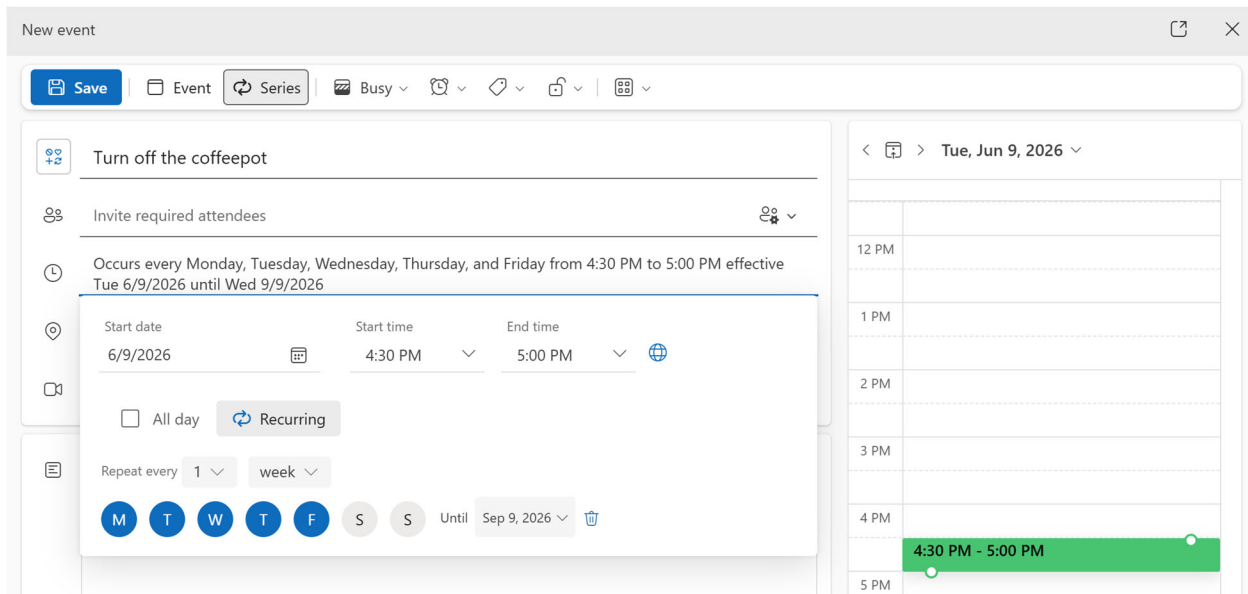 New event
Save Event Series Busy
Turn off the coffeepot
Invite required attendees
Occurs every Monday, Tuesday, Wednesday, Thursday, and Friday from 4:30 PM to 5:00 PM effective
Tue 6/9/2026 until Wed 9/9/2026
Start date Start time End time
6/9/2026 4:30 PM 5:00 PM
All day Recurring
Repeat every 1 week
M T W T F S S Until Sep 9, 2026
Tue, Jun 9, 2026
12 PM
1 PM
2 PM
3 PM
4 PM
4:30 PM - 5:00 PM
5 PM